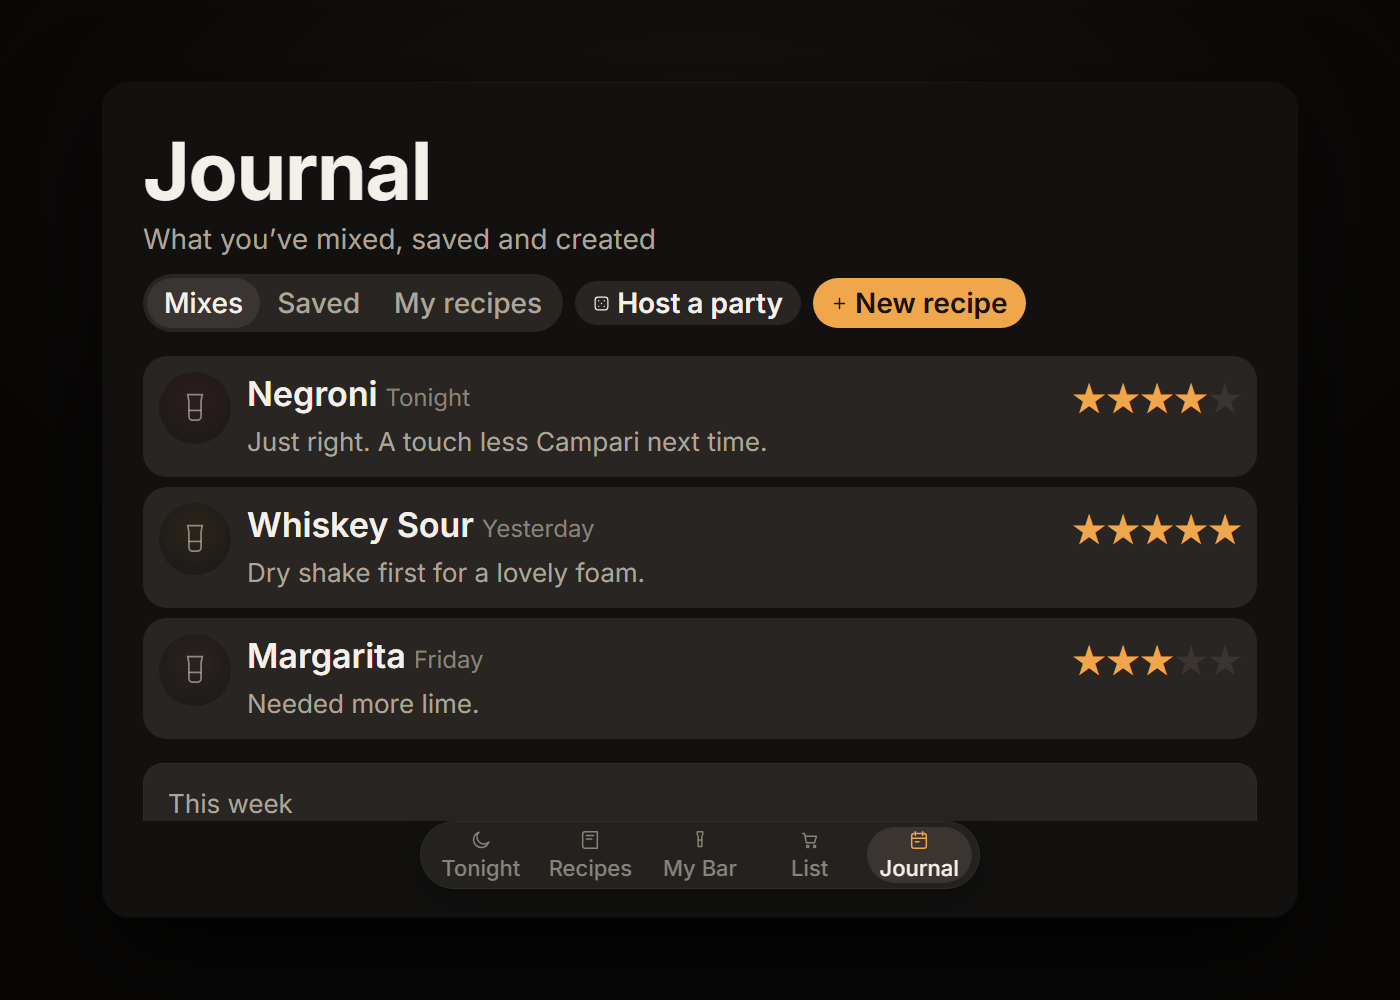 Journal
What you’ve mixed, saved and created
Mixes Saved My recipes Host a party + New recipe
Negroni Tonight
Just right. A touch less Campari next time.
Whiskey Sour Yesterday
Dry shake first for a lovely foam.
Margarita Friday
Needed more lime.
This week
Tonight Recipes My Bar List Journal